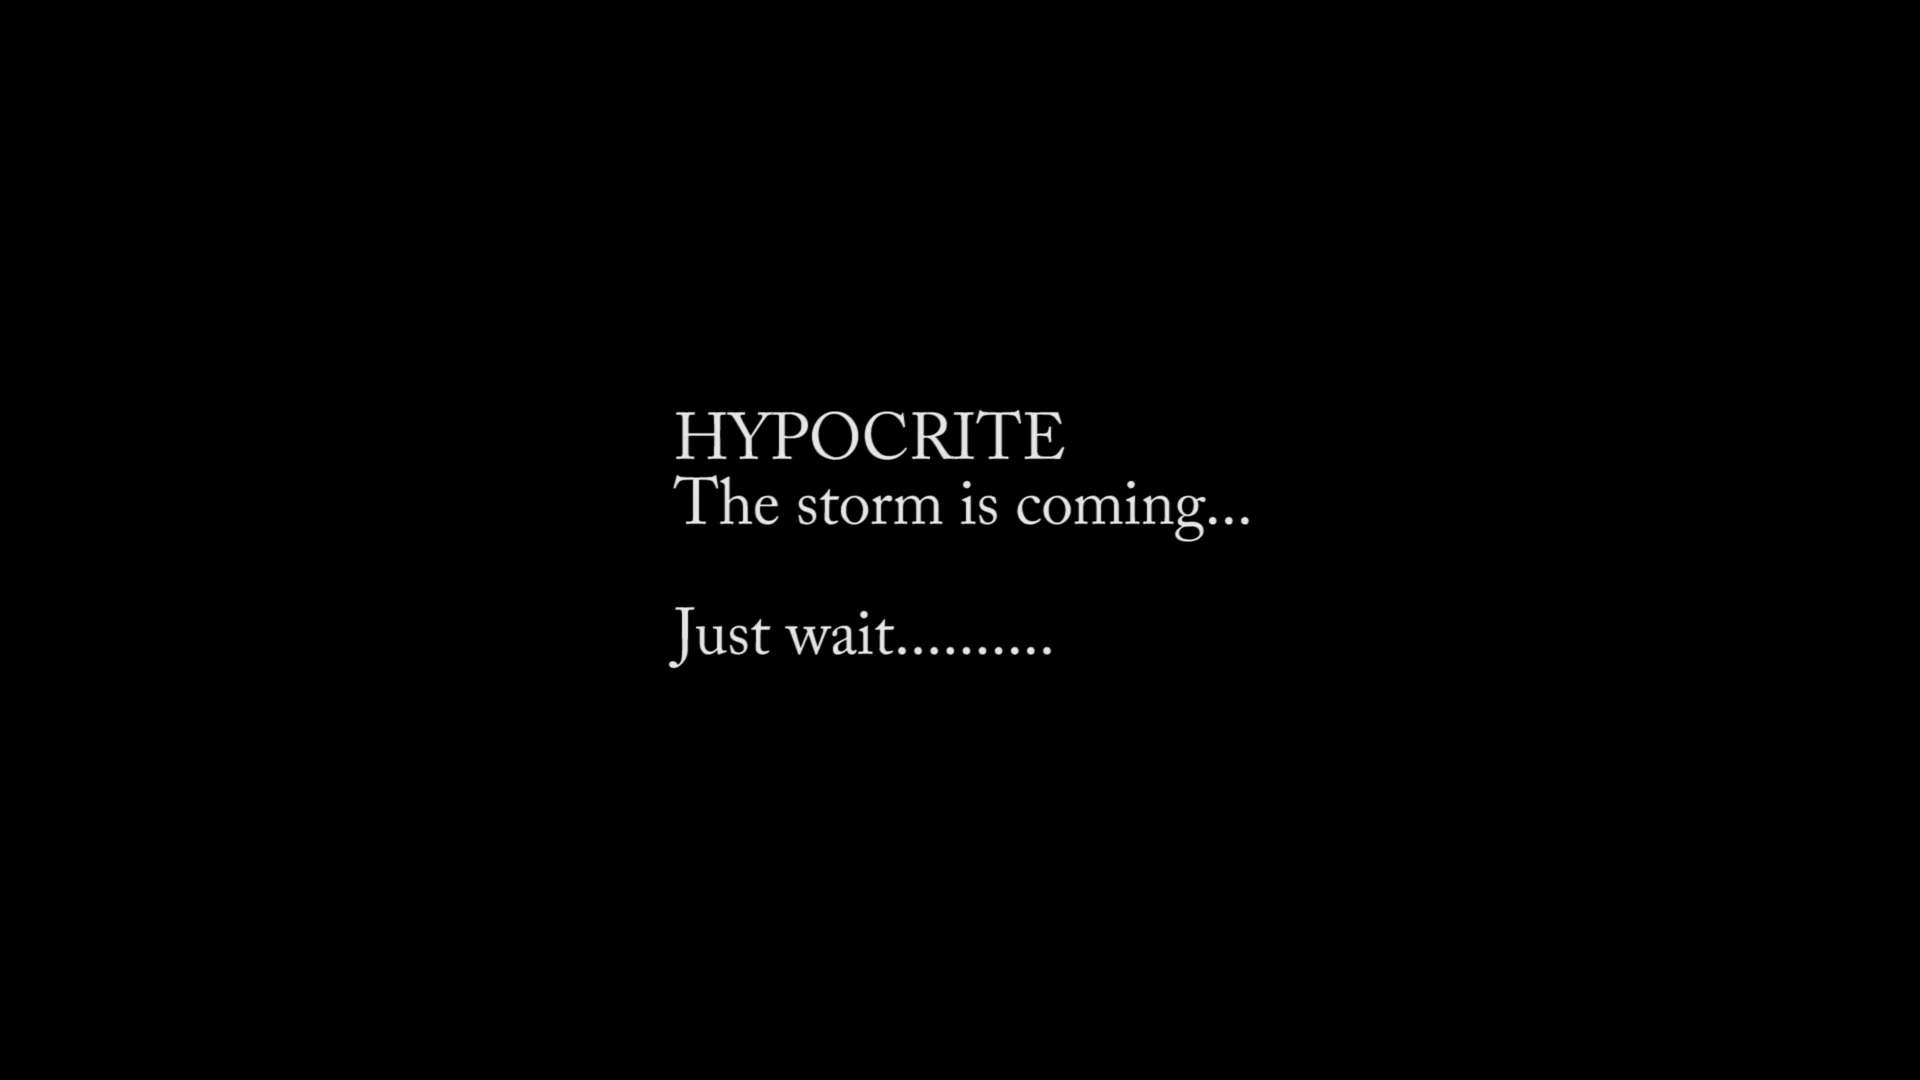 HYPOCRITE
The storm is coming...
Just wait..........